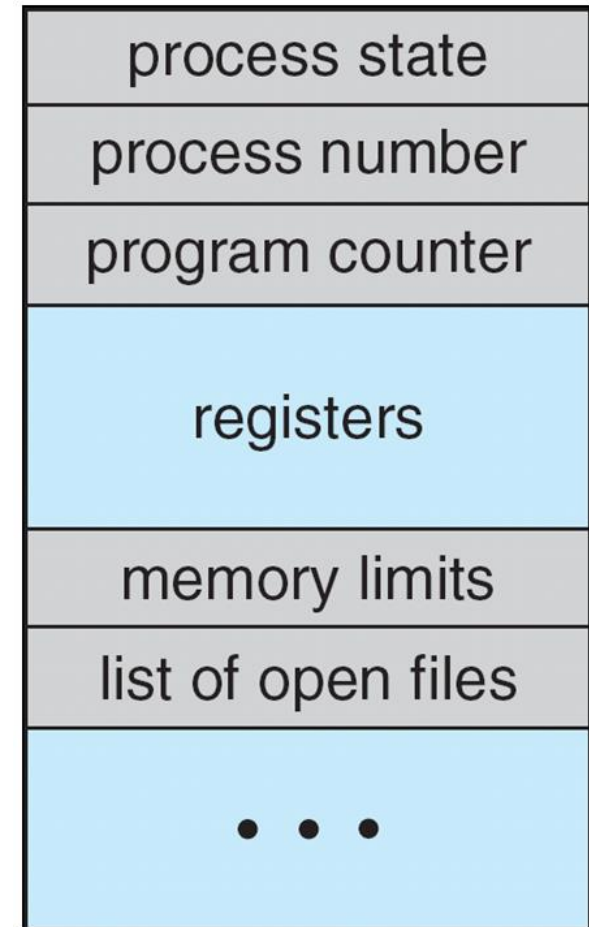 process state
process number
program counter
registers
memory limits
list of open files
• • •